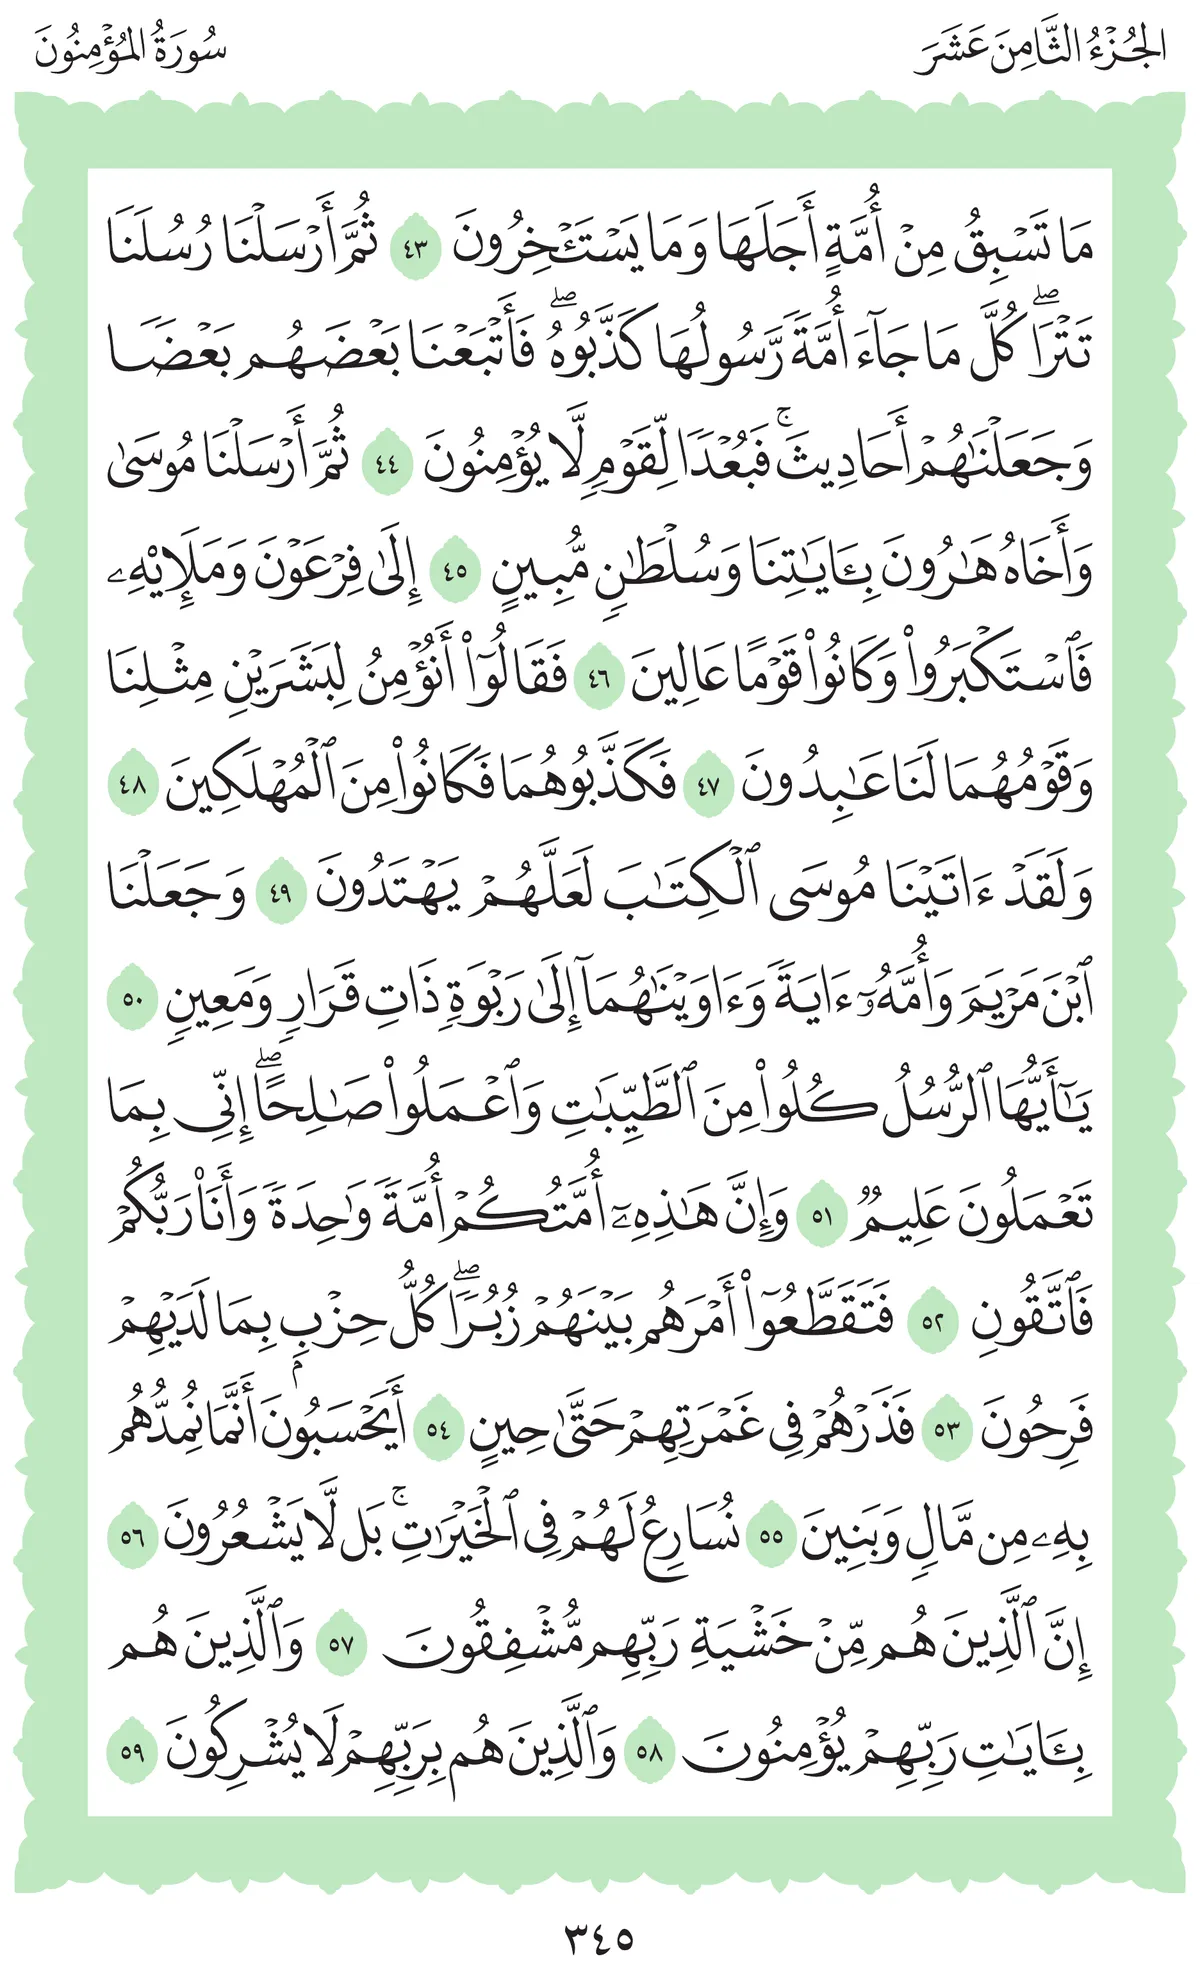 الجُزْءُ الثَّامِنَ عَشَرَ
سُورَةُ المُؤْمِنُونَ
مَا تَسْبِقُ مِنْ أُمَّةٍ أَجَلَهَا وَمَا يَسْتَـْٔخِرُونَ ٤٣ ثُمَّ أَرْسَلْنَا رُسُلَنَا
تَتْرَاۖ كُلَّ مَا جَآءَ أُمَّةً رَّسُولُهَا كَذَّبُوهُۖ فَأَتْبَعْنَا بَعْضَهُم بَعْضًا
وَجَعَلْنَٰهُمْ أَحَادِيثَۚ فَبُعْدًا لِّقَوْمٍ لَّا يُؤْمِنُونَ ٤٤ ثُمَّ أَرْسَلْنَا مُوسَىٰ
وَأَخَاهُ هَٰرُونَ بِـَٔايَٰتِنَا وَسُلْطَٰنٍ مُّبِينٍ ٤٥ إِلَىٰ فِرْعَوْنَ وَمَلَإِيْهِۦ
فَٱسْتَكْبَرُوا۟ وَكَانُوا۟ قَوْمًا عَالِينَ ٤٦ فَقَالُوٓا۟ أَنُؤْمِنُ لِبَشَرَيْنِ مِثْلِنَا
وَقَوْمُهُمَا لَنَا عَٰبِدُونَ ٤٧ فَكَذَّبُوهُمَا فَكَانُوا۟ مِنَ ٱلْمُهْلَكِينَ ٤٨
وَلَقَدْ ءَاتَيْنَا مُوسَى ٱلْكِتَٰبَ لَعَلَّهُمْ يَهْتَدُونَ ٤٩ وَجَعَلْنَا
ٱبْنَ مَرْيَمَ وَأُمَّهُۥٓ ءَايَةً وَءَاوَيْنَٰهُمَآ إِلَىٰ رَبْوَةٍ ذَاتِ قَرَارٍ وَمَعِينٍ ٥٠
يَٰٓأَيُّهَا ٱلرُّسُلُ كُلُوا۟ مِنَ ٱلطَّيِّبَٰتِ وَٱعْمَلُوا۟ صَٰلِحًاۖ إِنِّى بِمَا
تَعْمَلُونَ عَلِيمٌ ٥١ وَإِنَّ هَٰذِهِۦٓ أُمَّتُكُمْ أُمَّةً وَٰحِدَةً وَأَنَا۠ رَبُّكُمْ
فَٱتَّقُونِ ٥٢ فَتَقَطَّعُوٓا۟ أَمْرَهُم بَيْنَهُمْ زُبُرًاۖ كُلُّ حِزْبٍۭ بِمَا لَدَيْهِمْ
فَرِحُونَ ٥٣ فَذَرْهُمْ فِى غَمْرَتِهِمْ حَتَّىٰ حِينٍ ٥٤ أَيَحْسَبُونَ أَنَّمَا نُمِدُّهُم
بِهِۦ مِن مَّالٍ وَبَنِينَ ٥٥ نُسَارِعُ لَهُمْ فِى ٱلْخَيْرَٰتِۚ بَل لَّا يَشْعُرُونَ ٥٦
إِنَّ ٱلَّذِينَ هُم مِّنْ خَشْيَةِ رَبِّهِم مُّشْفِقُونَ ٥٧ وَٱلَّذِينَ هُم
بِـَٔايَٰتِ رَبِّهِمْ يُؤْمِنُونَ ٥٨ وَٱلَّذِينَ هُم بِرَبِّهِمْ لَا يُشْرِكُونَ ٥٩
٣٤٥